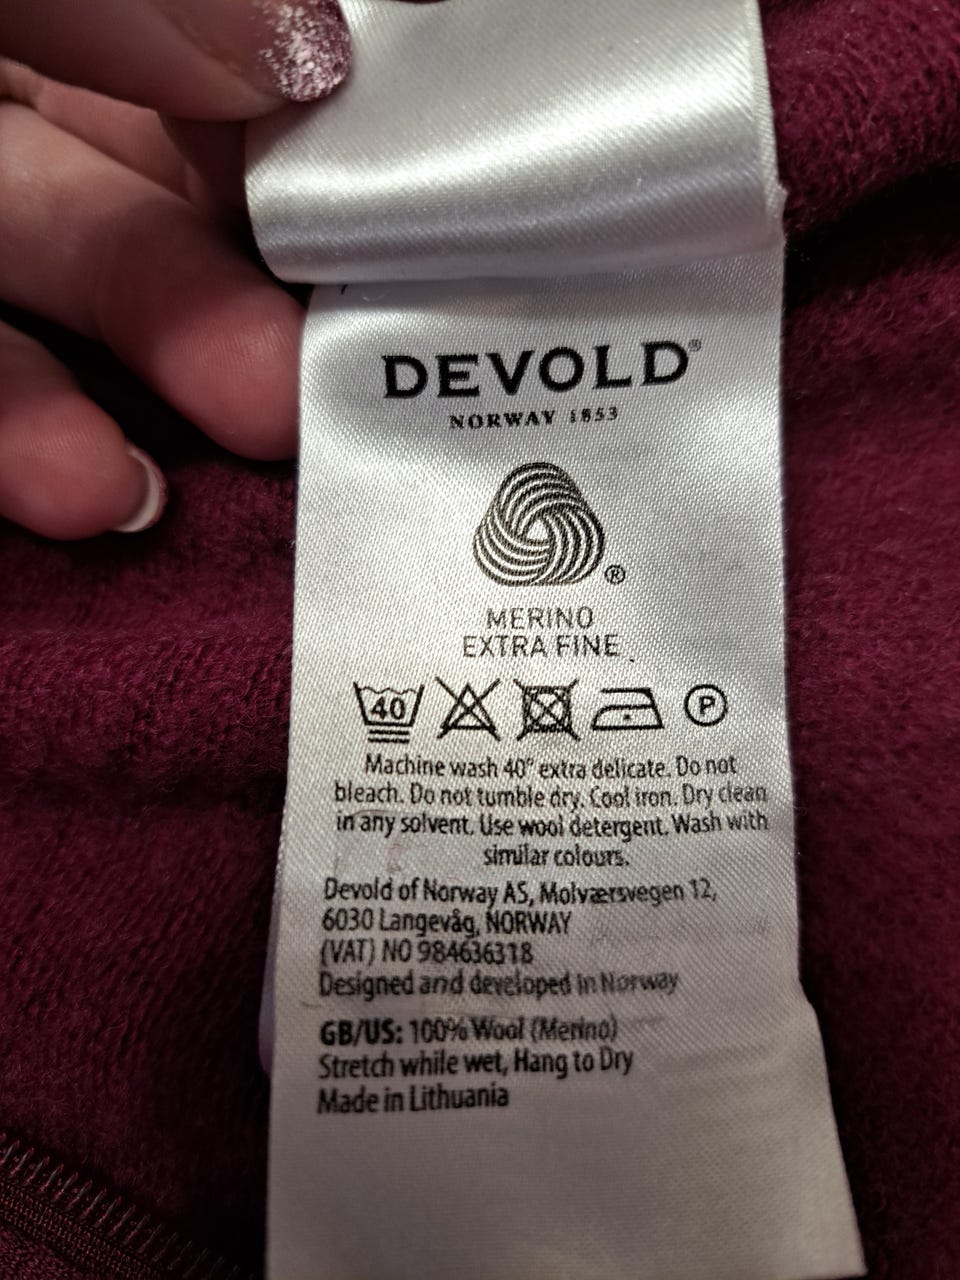 DEVOLD®
NORWAY 1853
®
MERINO
EXTRA FINE
40 P
Machine wash 40° extra delicate. Do not
bleach. Do not tumble dry. Cool iron. Dry clean
in any solvent. Use wool detergent. Wash with
similar colours.
Devold of Norway AS, Molværsvegen 12,
6030 Langevåg, NORWAY
(VAT) NO 984636318
Designed and developed in Norway
GB/US: 100% Wool (Merino)
Stretch while wet, Hang to Dry
Made in Lithuania